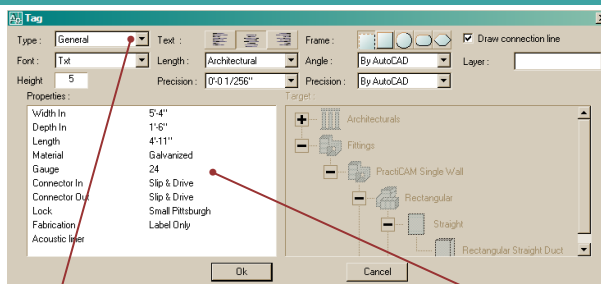 Tag
Type : General Text : Frame : Draw connection line
Font : Txt Length : Architectural Angle : By AutoCAD Layer :
Height 5 Precision : 0'-0 1/256" Precision : By AutoCAD
Properties : Target :
Width In 5'-4"
Depth In 1'-6"
Length 4'-11"
Material Galvanized
Gauge 24
Connector In Slip & Drive
Connector Out Slip & Drive
Lock Small Pittsburgh
Fabrication Label Only
Acoustic liner
Architecturals
Fittings
PractiCAM Single Wall
Rectangular
Straight
Rectangular Straight Duct
Ok Cancel